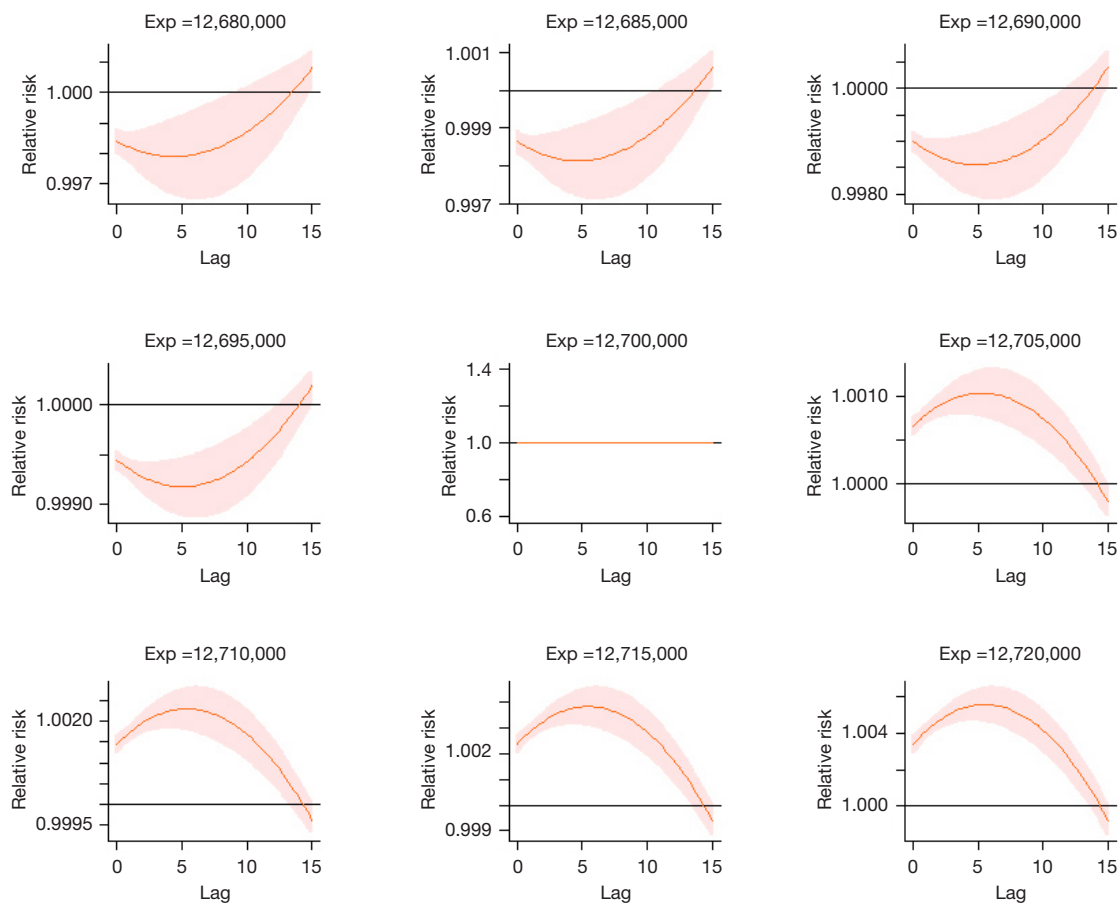 Exp =12,680,000
Relative risk
1.000
0.997
0 5 10 15
Lag
Exp =12,685,000
Relative risk
1.001
0.999
0.997
0 5 10 15
Lag
Exp =12,690,000
Relative risk
1.0000
0.9980
0 5 10 15
Lag
Exp =12,695,000
Relative risk
1.0000
0.9990
0 5 10 15
Lag
Exp =12,700,000
Relative risk
1.4
1.0
0.6
0 5 10 15
Lag
Exp =12,705,000
Relative risk
1.0010
1.0000
0 5 10 15
Lag
Exp =12,710,000
Relative risk
1.0020
0.9995
0 5 10 15
Lag
Exp =12,715,000
Relative risk
1.002
0.999
0 5 10 15
Lag
Exp =12,720,000
Relative risk
1.004
1.000
0 5 10 15
Lag